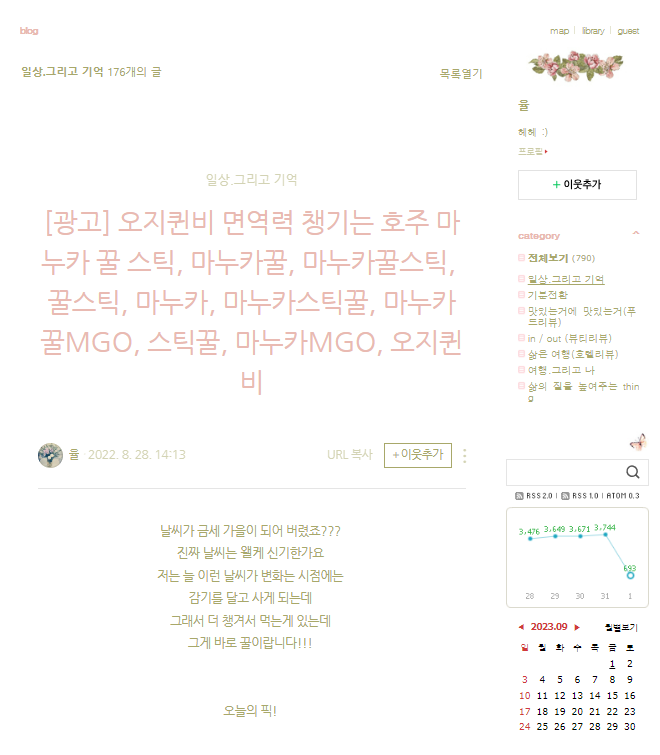 blog
map library guest
일상.그리고 기억 176개의 글
목록열기
일상.그리고 기억
[광고] 오지퀸비 면역력 챙기는 호주 마
누카 꿀 스틱, 마누카꿀, 마누카꿀스틱,
꿀스틱, 마누카, 마누카스틱꿀, 마누카
꿀MGO, 스틱꿀, 마누카MGO, 오지퀸
비
율 2022. 8. 28. 14:13
URL 복사 +이웃추가
날씨가 금세 가을이 되어 버렸죠???
진짜 날씨는 왤케 신기한가요
저는 늘 이런 날씨가 변화는 시점에는
감기를 달고 사게 되는데
그래서 더 챙겨서 먹는게 있는데
그게 바로 꿀이랍니다!!!
오늘의 픽!
율
헤헤 :)
프로필
+ 이웃추가
category
전체보기 (790)
일상.그리고 기억
기분전환
맛있는거에 맛있는거(푸
드리뷰)
in / out (뷰티리뷰)
삶은 여행(호텔리뷰)
여행.그리고 나
삶의 질을 높여주는 thin
g
RSS 2.0 | RSS 1.0 | ATOM 0.3
3,476 3,649 3,671 3,744 693
28 29 30 31 1
◀ 2023.09 ▶ 월별보기
일 월 화 수 목 금 토
1 2
3 4 5 6 7 8 9
10 11 12 13 14 15 16
17 18 19 20 21 22 23
24 25 26 27 28 29 30